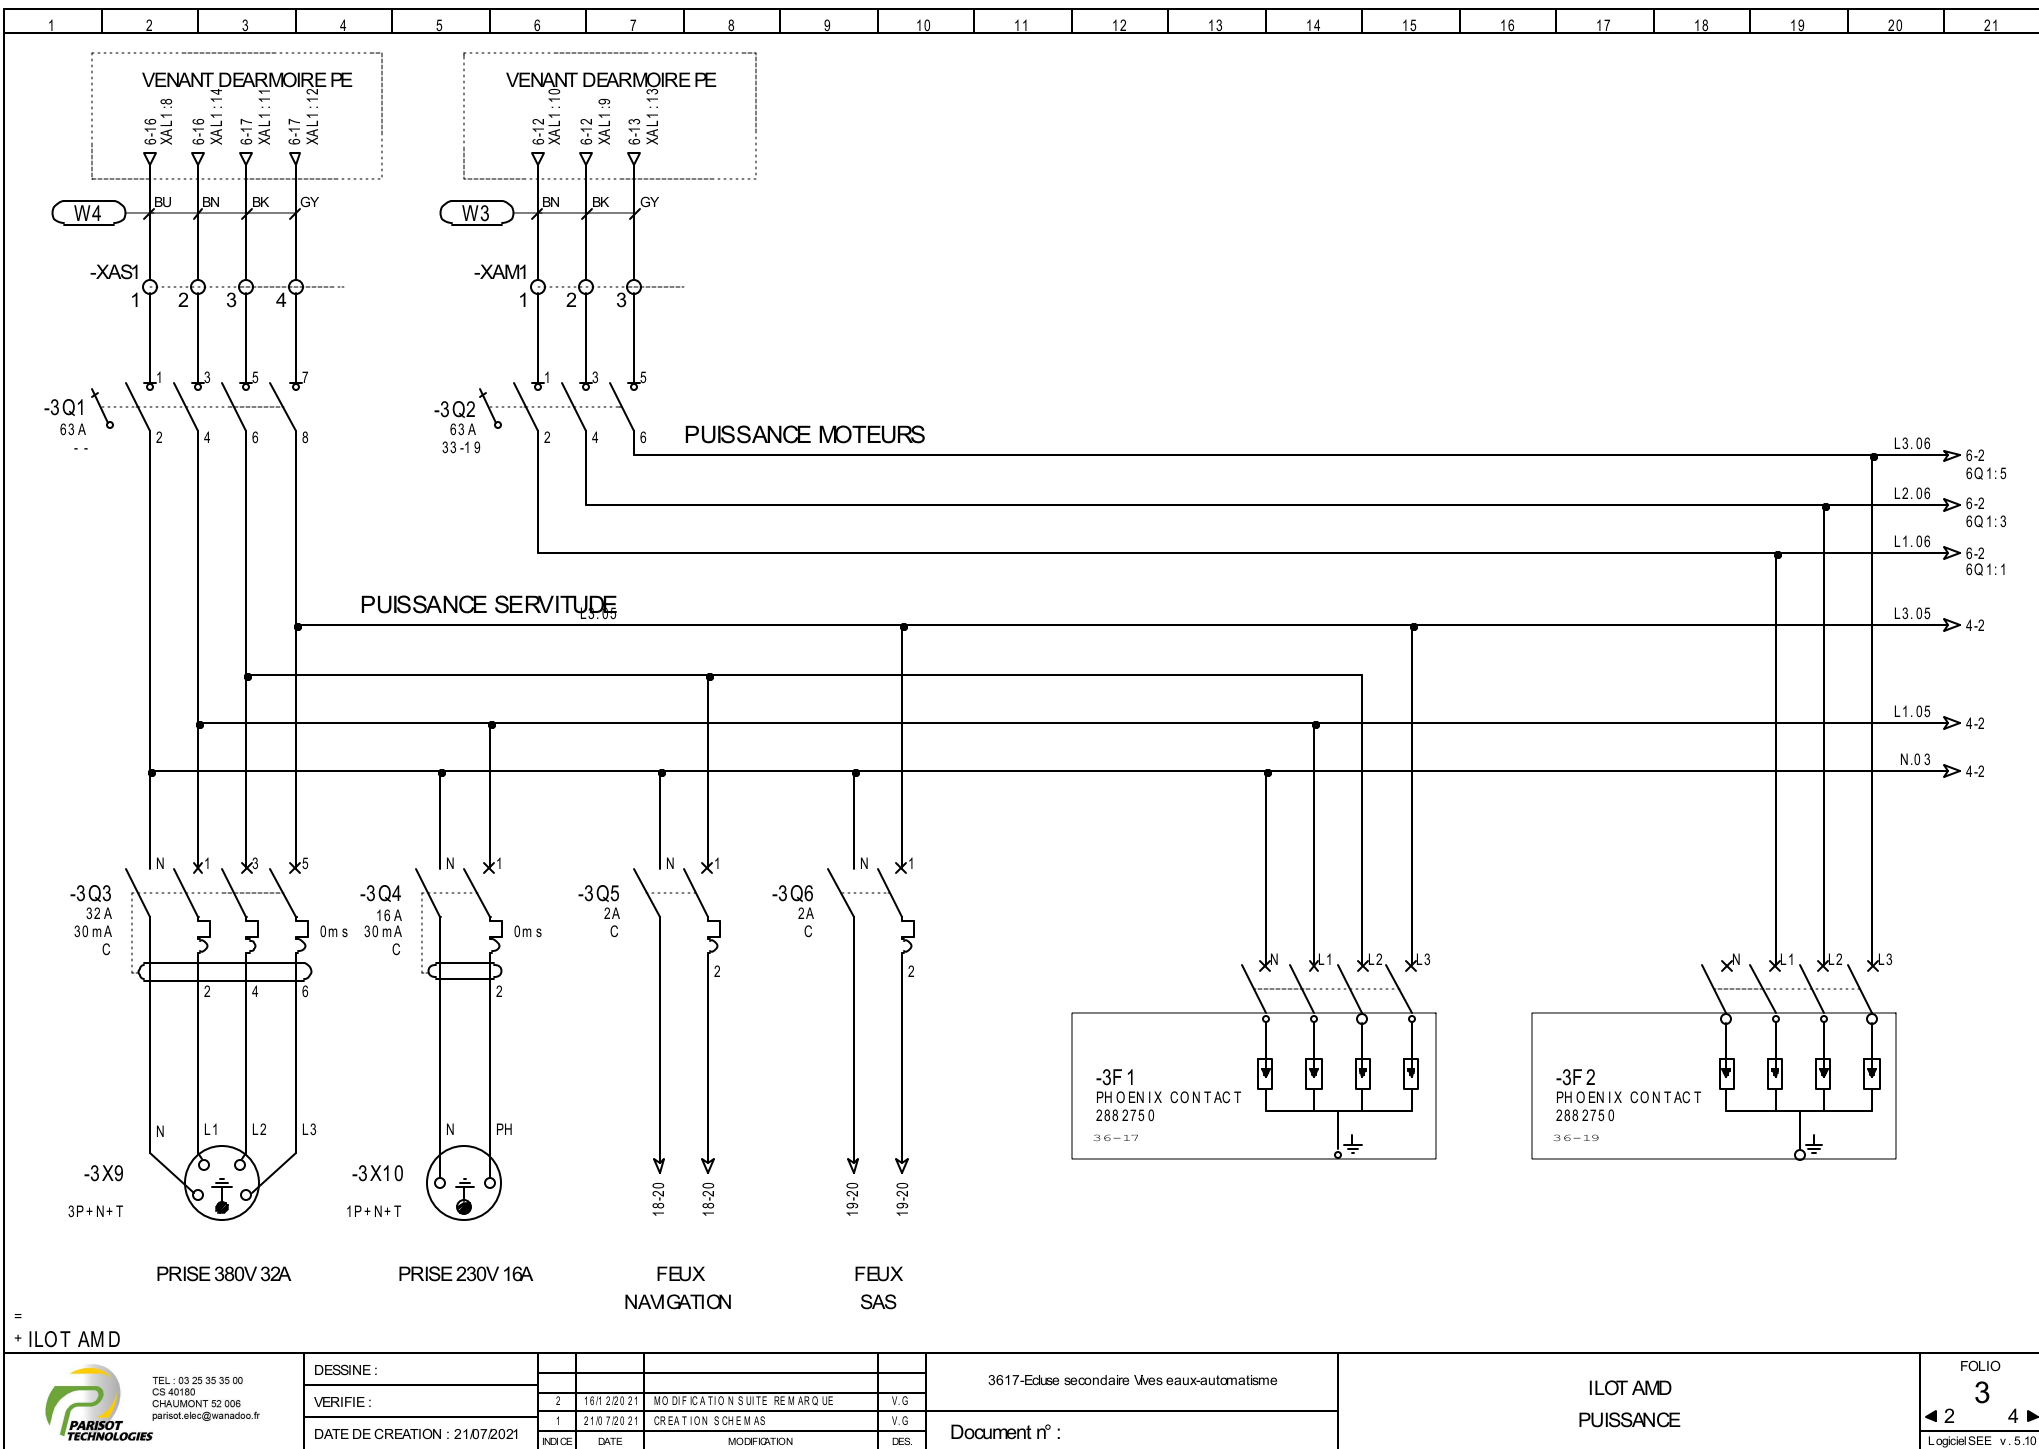 1 2 3 4 5 6 7 8 9 10 11 12 13 14 15 16 17 18 19 20 21
VENANT DEARMOIRE PE
VENANT DEARMOIRE PE
6-16 XAL1:8
6-16 XAL1:14
6-17 XAL1:11
6-17 XAL1:12
6-12 XAL1:10
6-12 XAL1:9
6-13 XAL1:13
W4 BU BN BK GY
W3 BN BK GY
-XAS1
1 2 3 4
-XAM1
1 2 3
1 3 5 7
-3Q1
63A
- -
2 4 6 8
1 3 5
-3Q2
63A
33-19
2 4 6
PUISSANCE MOTEURS
L3.06 6-2
6Q1:5
L2.06 6-2
6Q1:3
L1.06 6-2
6Q1:1
PUISSANCE SERVITUDE
L3.05
L3.05 4-2
L1.05 4-2
N.03 4-2
N 1 3 5
-3Q3
32A
30mA
C
0ms
2 4 6
N 1
-3Q4
16A
30mA
C
0ms
2
N 1
-3Q5
2A
C
2
N 1
-3Q6
2A
C
2
N L1 L2 L3
-3F1
PHOENIX CONTACT
2882750
36-17
N L1 L2 L3
-3F2
PHOENIX CONTACT
2882750
36-19
N L1 L2 L3
-3X9
3P+N+T
N PH
-3X10
1P+N+T
18-20
18-20
19-20
19-20
PRISE 380V 32A
PRISE 230V 16A
FEUX
NAVIGATION
FEUX
SAS
=
+ ILOT AMD
PARISOT
TECHNOLOGIES
TEL : 03 25 35 35 00
CS 40180
CHAUMONT 52 006
parisot.elec@wanadoo.fr
DESSINE :
VERIFIE :
DATE DE CREATION : 21/07/2021
2 16/12/2021 MODIFICATION SUITE REMARQUE V.G
1 21/07/2021 CREATION SCHEMAS V.G
INDICE DATE MODIFICATION DES.
3617-Ecluse secondaire Vives eaux-automatisme
Document n° :
ILOT AMD
PUISSANCE
FOLIO
3
2 4
Logiciel SEE v.5.10